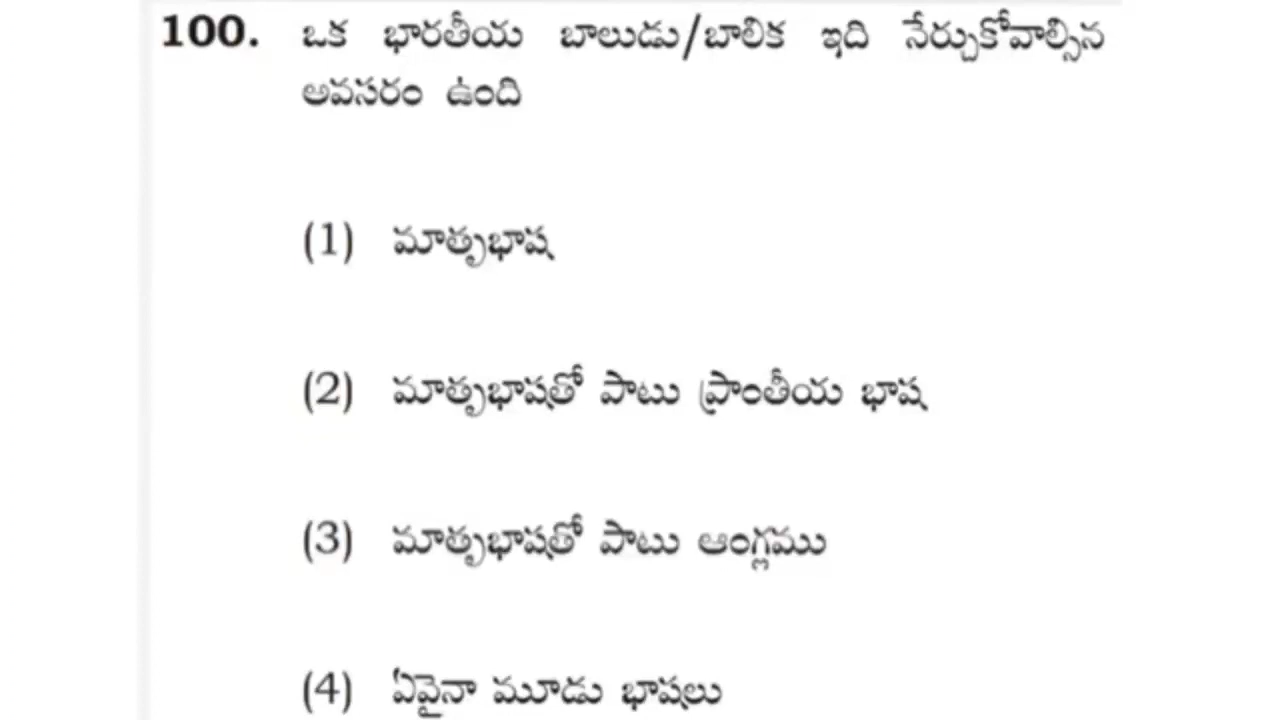 100. ఒక భారతీయ బాలుడు/బాలిక ఇది నేర్చుకోవాల్సిన
అవసరం ఉంది
(1) మాతృభాష
(2) మాతృభాషతో పాటు ప్రాంతీయ భాష
(3) మాతృభాషతో పాటు ఆంగ్లము
(4) ఏవైనా మూడు భాషలు